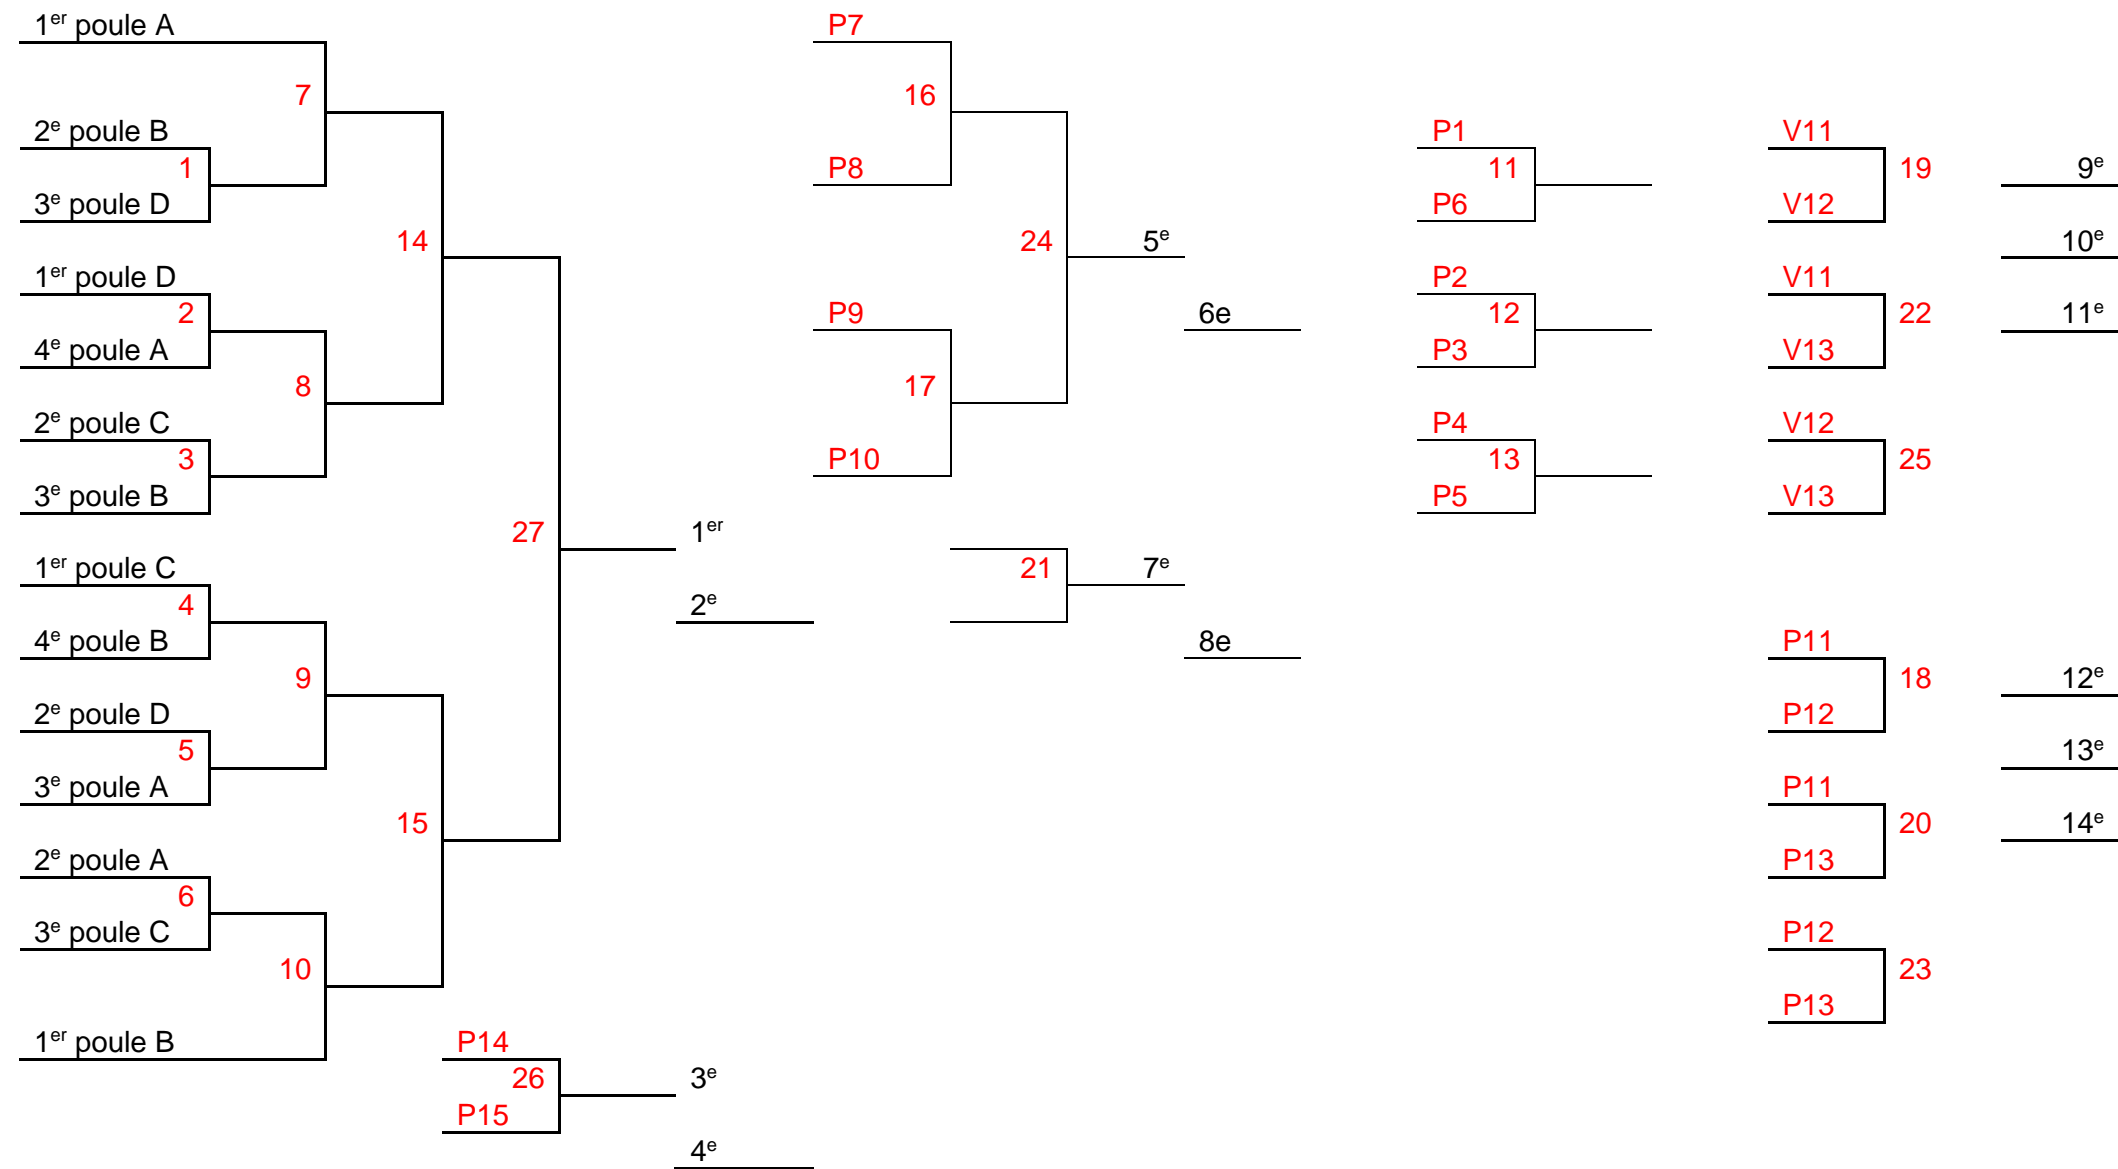 1er poule A
7
2e poule B
1
3e poule D
14
1er poule D
2
4e poule A
8
2e poule C
3
3e poule B
27
1er
2e
1er poule C
4
4e poule B
9
2e poule D
5
3e poule A
15
2e poule A
6
3e poule C
10
1er poule B
P14
26
P15
3e
4e
P7
16
P8
24
5e
6e
P9
17
P10
21
7e
8e
P1
11
P6
P2
12
P3
P4
13
P5
V11
19
V12
V11
22
V13
V12
25
V13
9e
10e
11e
P11
18
P12
P11
20
P13
P12
23
P13
12e
13e
14e